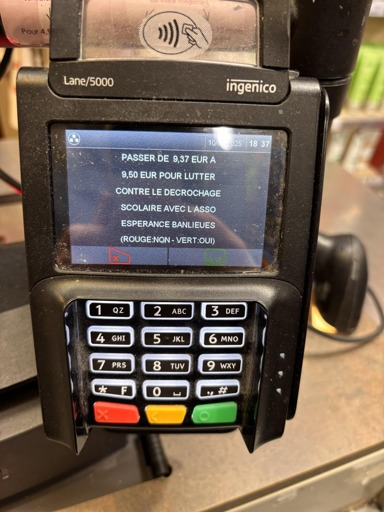 Pour 4,
Lane/5000
ingenico
18 37
PASSER DE 9,37 EUR A
9,50 EUR POUR LUTTER
CONTRE LE DECROCHAGE
SCOLAIRE AVEC L ASSO
ESPERANCE BANLIEUES
(ROUGE:NON - VERT:OUI)
1 QZ 2 ABC 3 DEF
4 GHI 5 JKL 6 MNO
7 PRS 8 TUV 9 WXY
* F 0 ␣ ., #